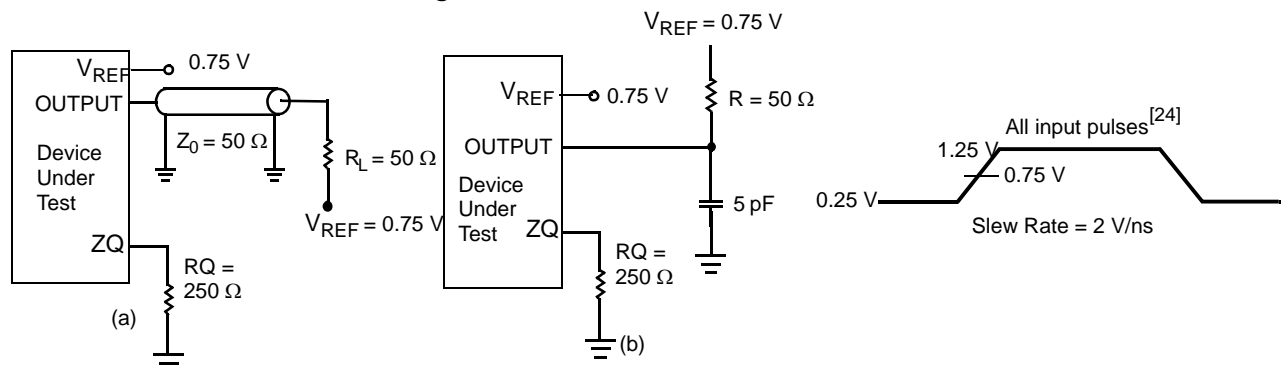 V_REF 0.75 V
OUTPUT
Z_0 = 50 Ω
Device
Under
Test
R_L = 50 Ω
V_REF = 0.75 V
ZQ
RQ =
250 Ω
(a)
V_REF = 0.75 V
V_REF 0.75 V
R = 50 Ω
OUTPUT
Device
Under
Test
5 pF
ZQ
RQ =
250 Ω
(b)
All input pulses[24]
1.25 V
0.75 V
0.25 V
Slew Rate = 2 V/ns